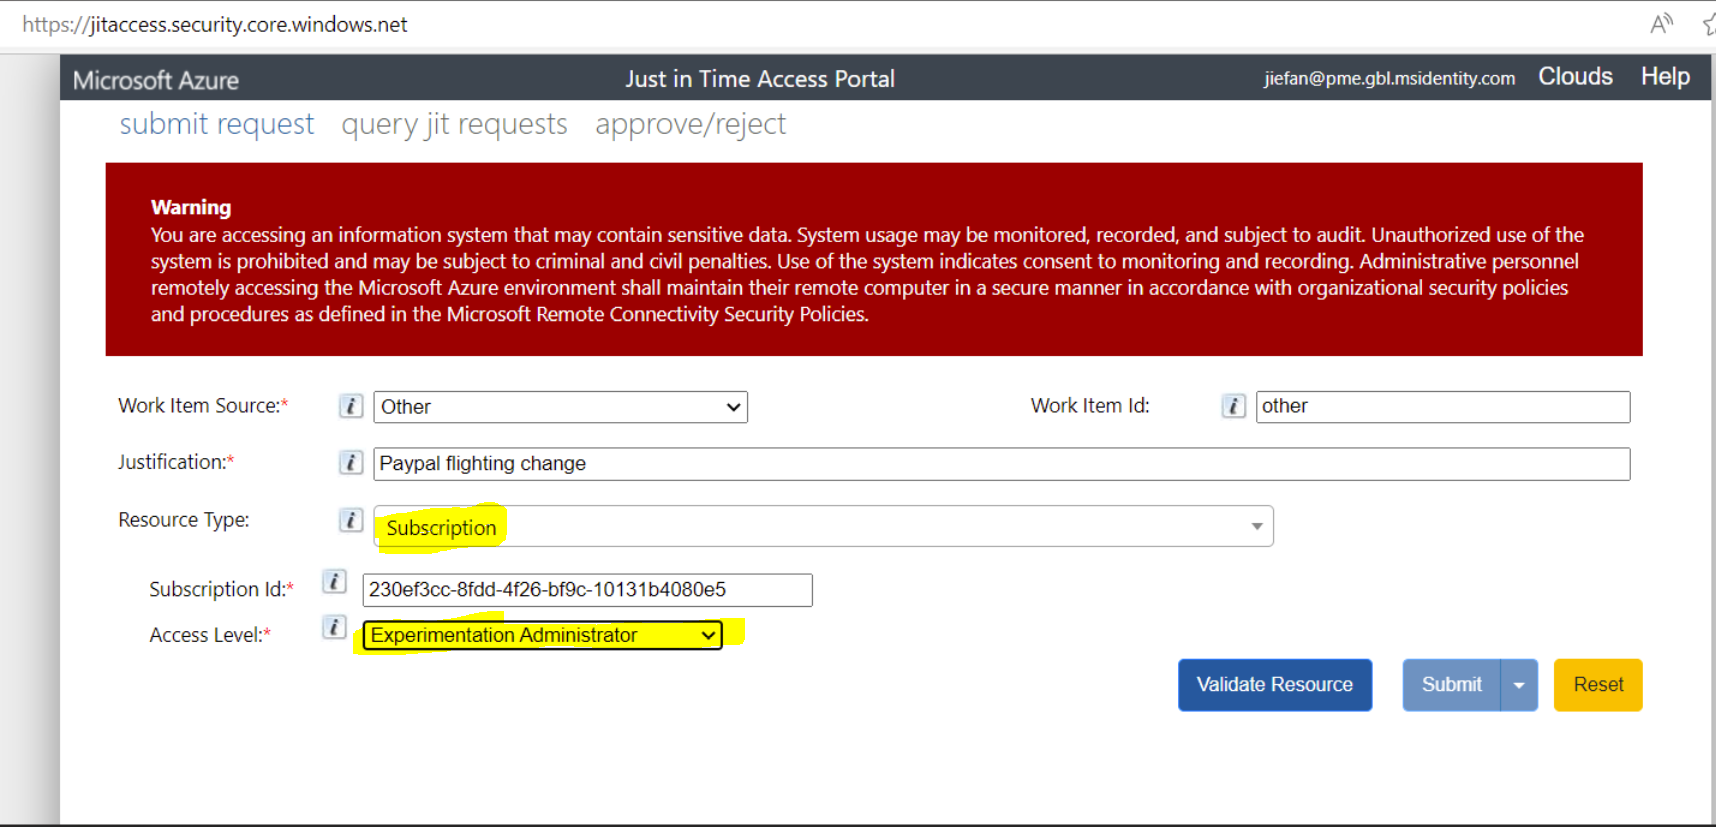 https://jitaccess.security.core.windows.net
Microsoft Azure
Just in Time Access Portal
jiefan@pme.gbl.msidentity.com
Clouds
Help
submit request
query jit requests
approve/reject
Warning
You are accessing an information system that may contain sensitive data. System usage may be monitored, recorded, and subject to audit. Unauthorized use of the
system is prohibited and may be subject to criminal and civil penalties. Use of the system indicates consent to monitoring and recording. Administrative personnel
remotely accessing the Microsoft Azure environment shall maintain their remote computer in a secure manner in accordance with organizational security policies
and procedures as defined in the Microsoft Remote Connectivity Security Policies.
Work Item Source:*
i
Other
Work Item Id:
i
other
Justification:*
i
Paypal flighting change
Resource Type:
i
Subscription
Subscription Id:*
i
230ef3cc-8fdd-4f26-bf9c-10131b4080e5
Access Level:*
i
Experimentation Administrator
Validate Resource
Submit
Reset